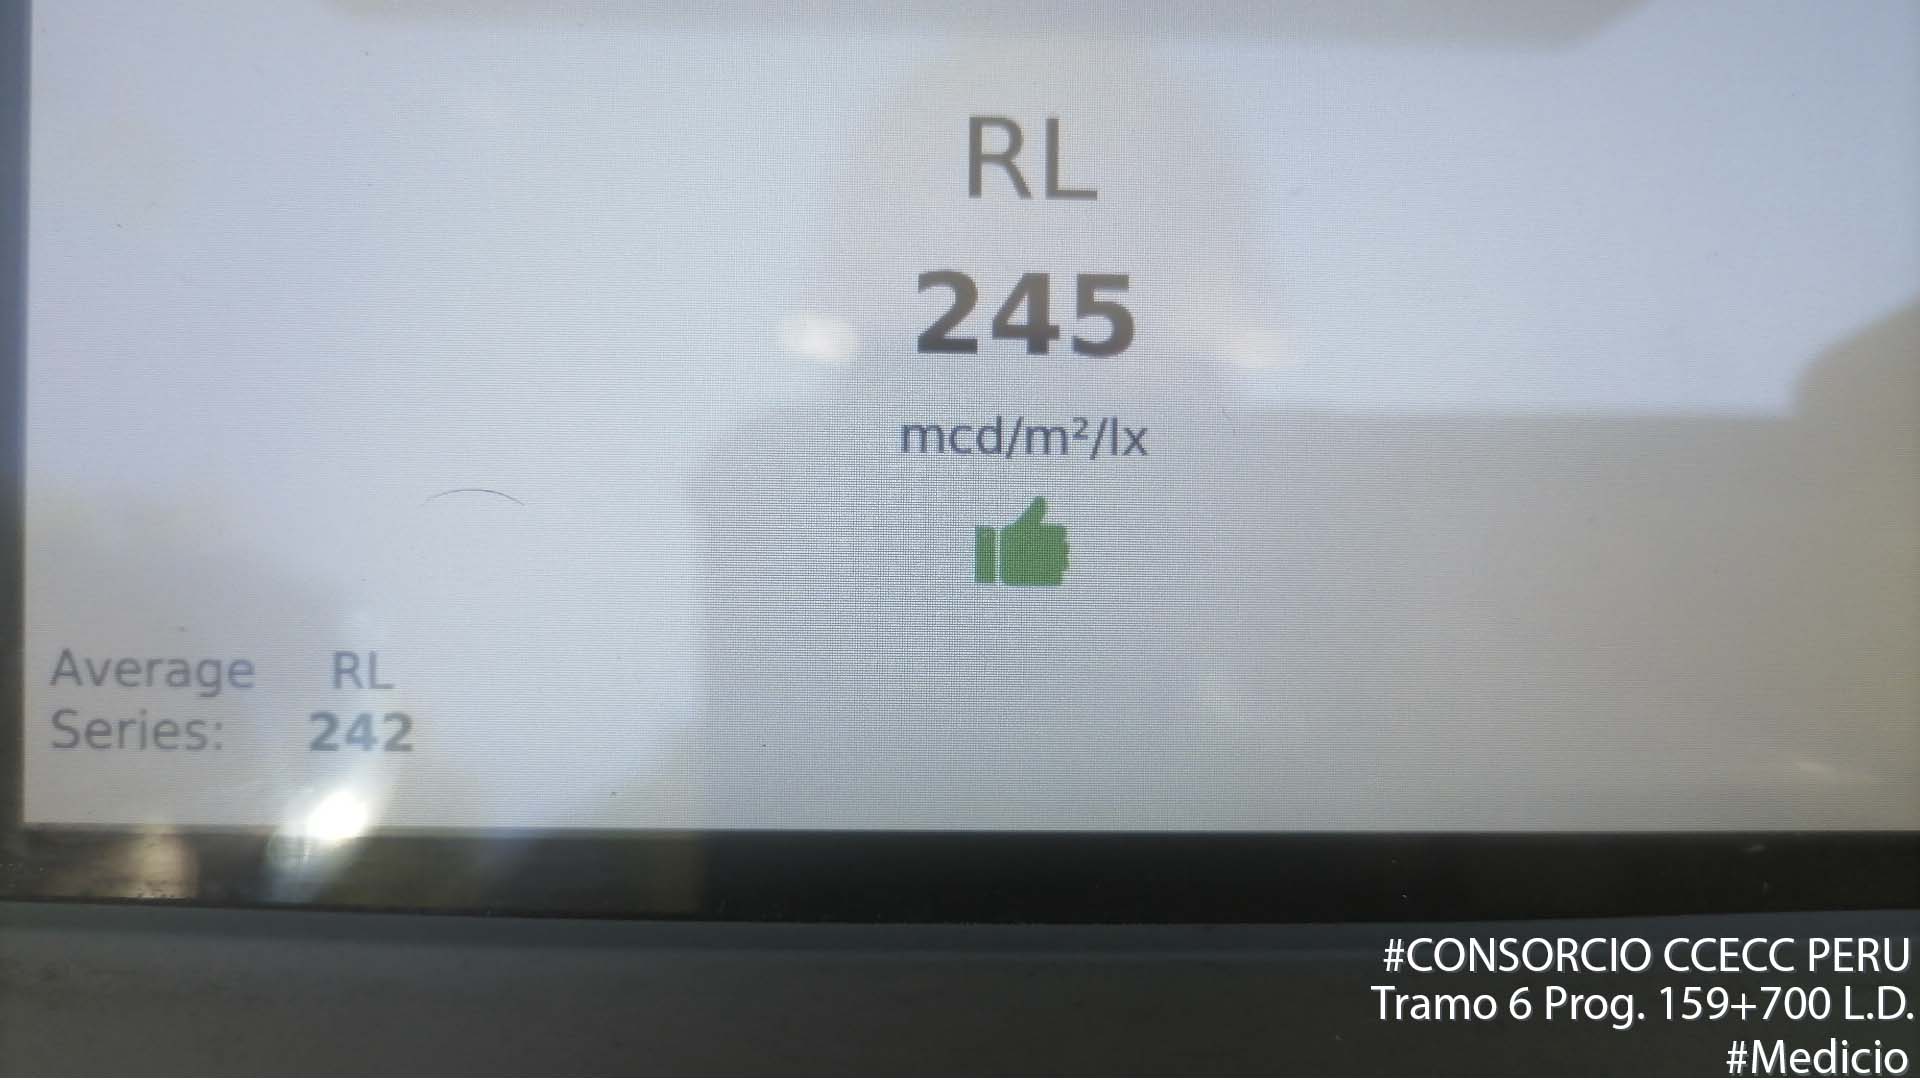 RL
245
mcd/m²/lx
Average RL
Series: 242
#CONSORCIO CCECC PERU
Tramo 6 Prog. 159+700 L.D.
#Medicio